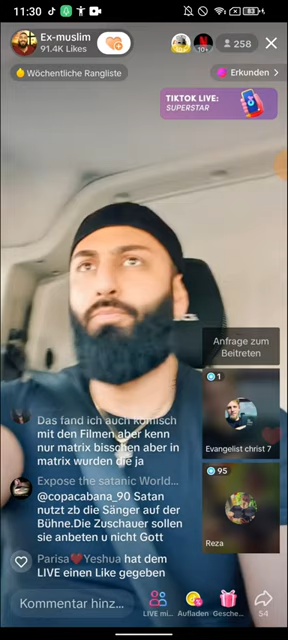 11:30
83
Ex-muslim
91.4K Likes
10+
10+
258
Wöchentliche Rangliste
Erkunden >
TIKTOK LIVE:
SUPERSTAR
Anfrage zum
Beitreten
1
Evangelist christ 7
95
Reza
Das fand ich auch komisch
mit den Filmen aber kenn
nur matrix bisschen aber in
matrix wurden die ja
Expose the satanic World...
@copacabana_90 Satan
nutzt zb die Sänger auf der
Bühne.Die Zuschauer sollen
sie anbeten u nicht Gott
Parisa❤️Yeshua hat dem
LIVE einen Like gegeben
Kommentar hinz...
LIVE mi...
Aufladen
Gesche...
54